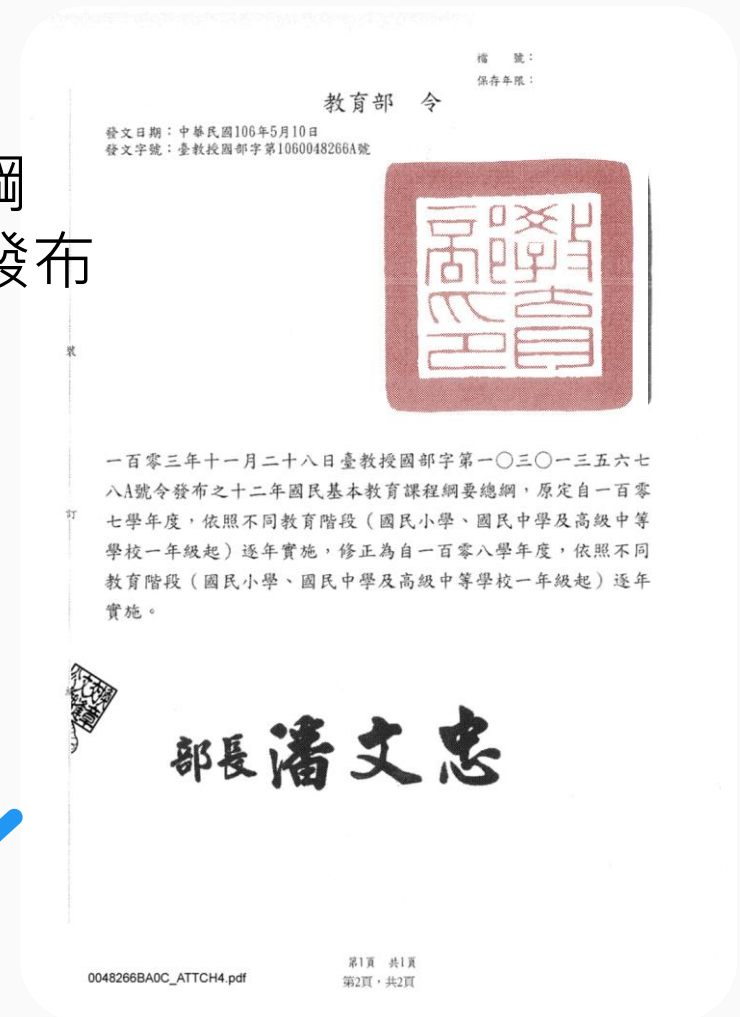 檔　　號：
保存年限：
教育部　令
發文日期：中華民國106年5月10日
發文字號：臺教授國部字第1060048266A號
綱
發布
裝
一百零三年十一月二十八日臺教授國部字第一〇三〇一三五六七
八A號令發布之十二年國民基本教育課程綱要總綱，原定自一百零
七學年度，依照不同教育階段（國民小學、國民中學及高級中等
訂
學校一年級起）逐年實施，修正為自一百零八學年度，依照不同
教育階段（國民小學、國民中學及高級中等學校一年級起）逐年
實施。
部長 潘文忠
第1頁　共1頁
0048266BA0C_ATTCH4.pdf
第2頁，共2頁